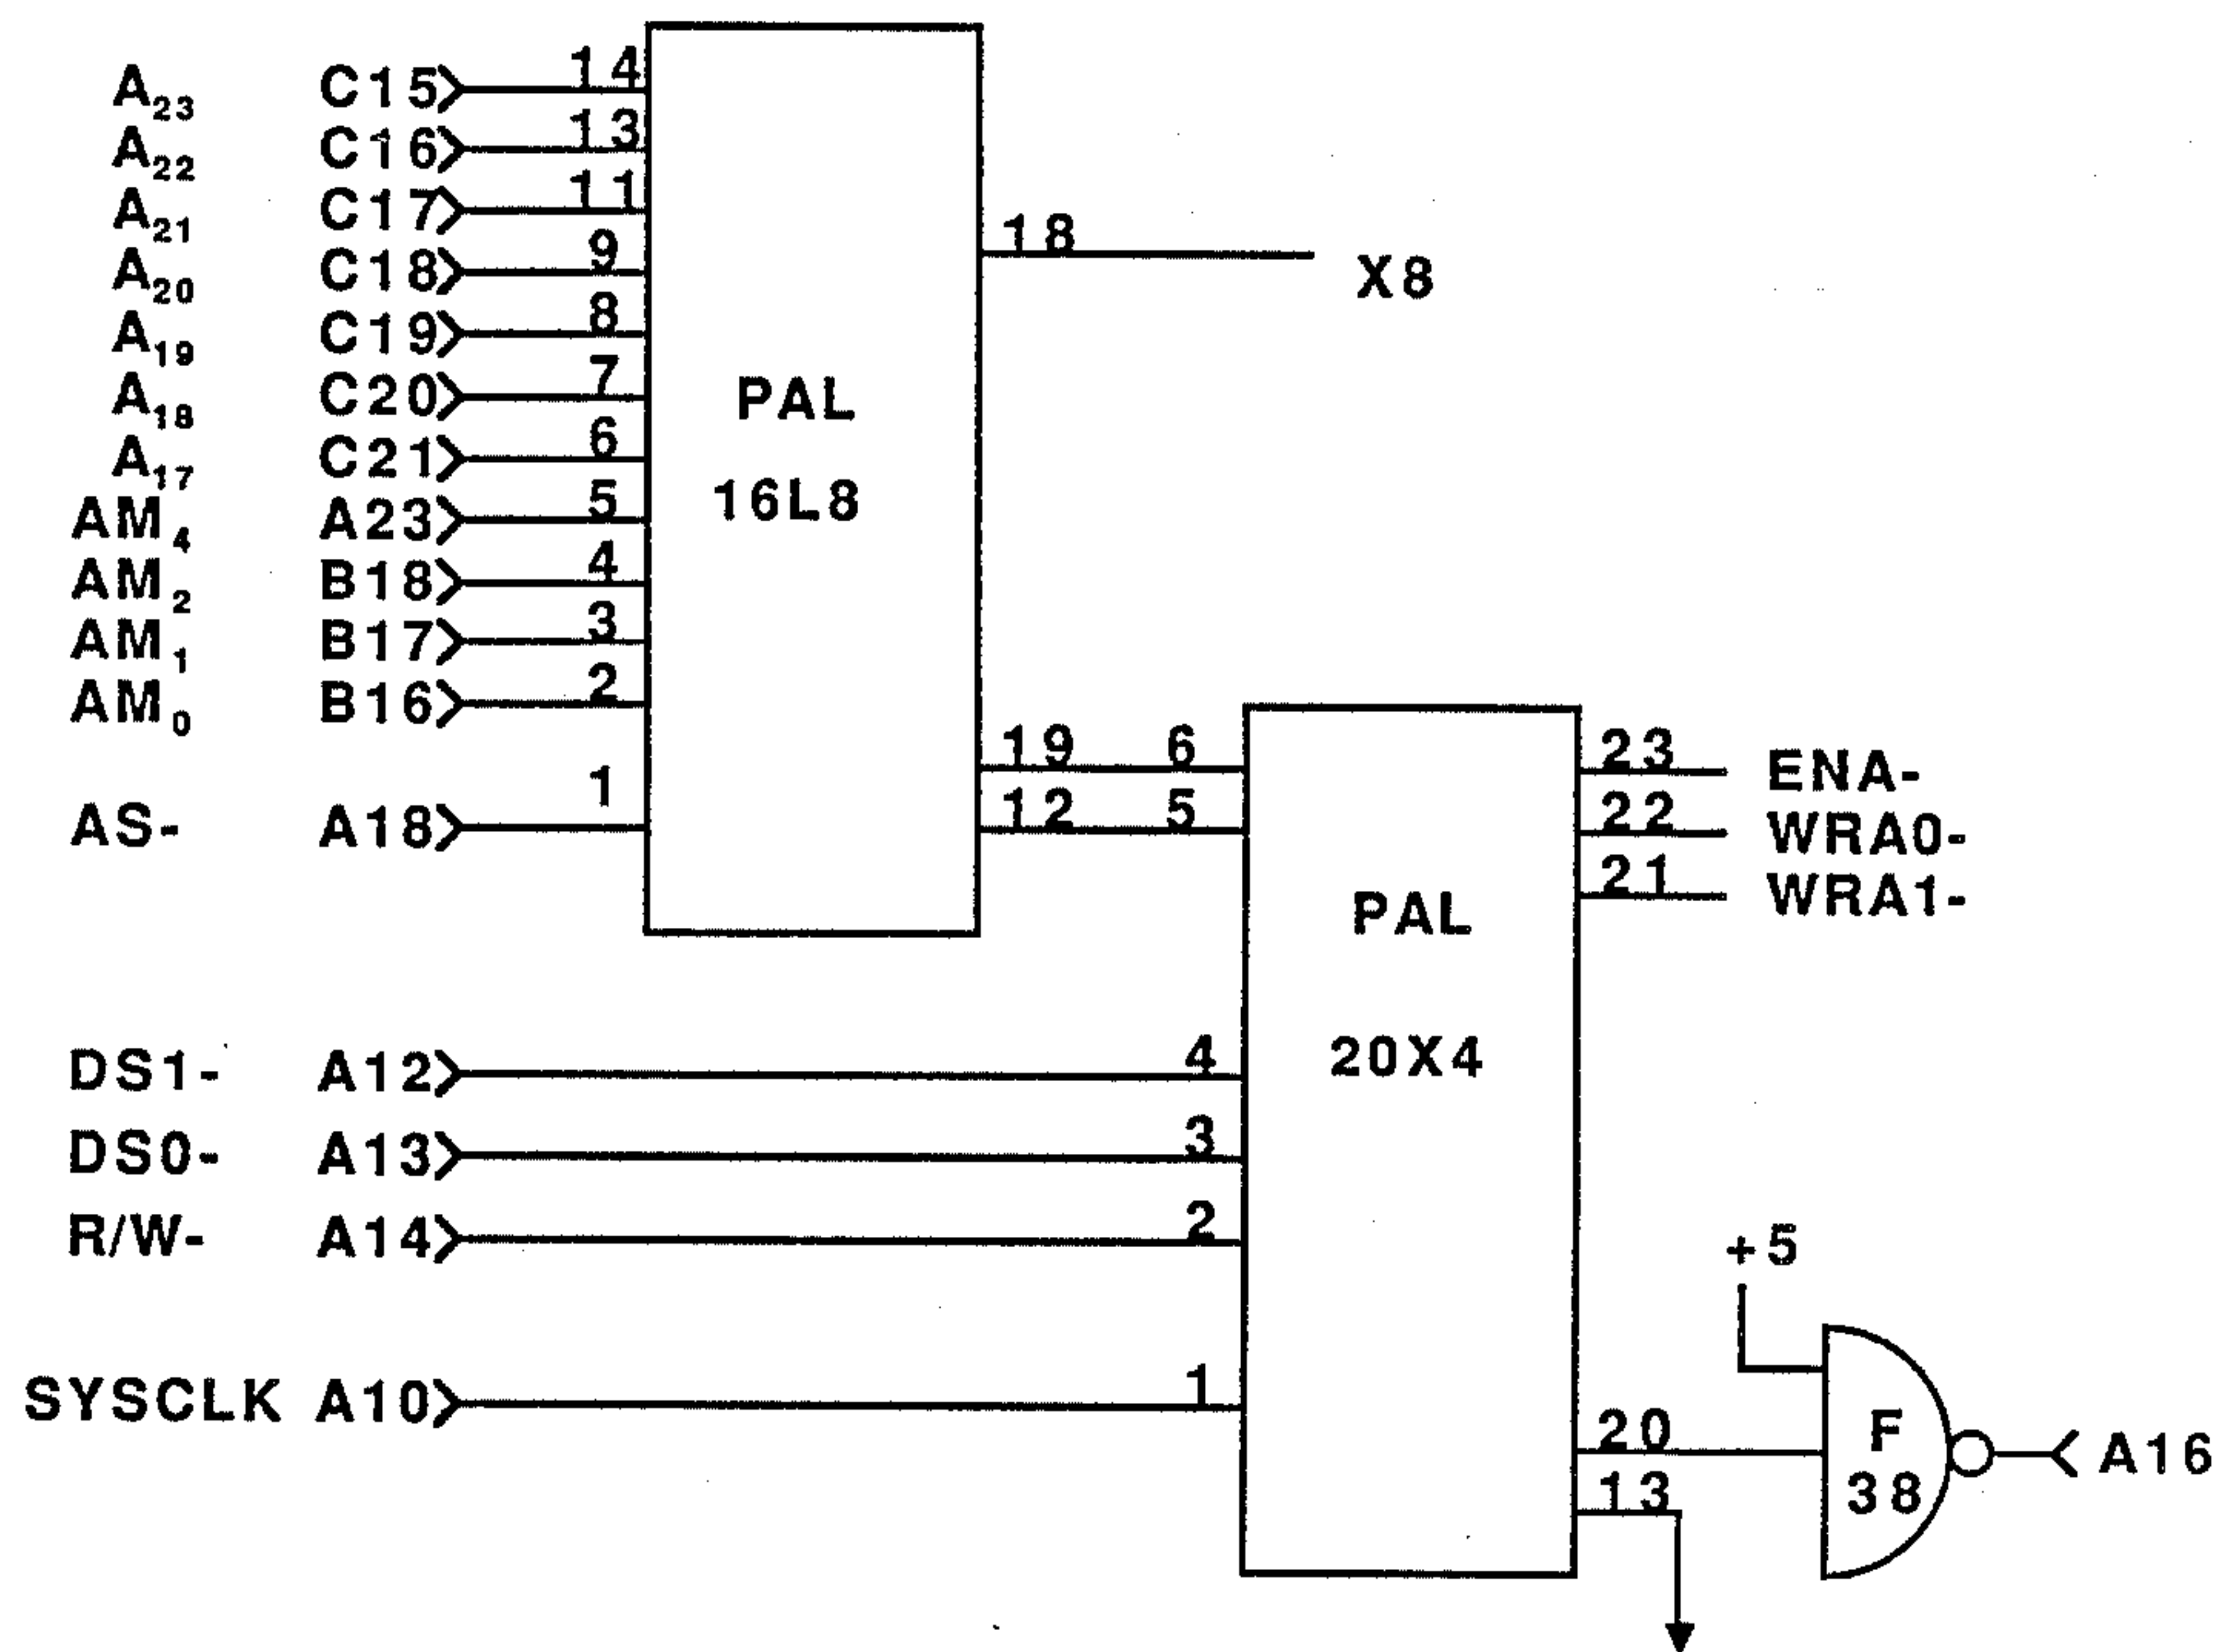 A23 C15 14
A22 C16 13
A21 C17 11
18
A20 C18 9
X8
A19 C19 8
A18 C20 7
PAL
A17 C21 6
16L8
AM4 A23 5
AM2 B18 4
AM1 B17 3
AM0 B16 2
19 6 23 ENA-
1
AS- A18 12 5 22 WRA0-
21 WRA1-
PAL
20X4
DS1- A12 4
DS0- A13 3
R/W- A14 2
+5
SYSCLK A10 1
20 F A16
13 38